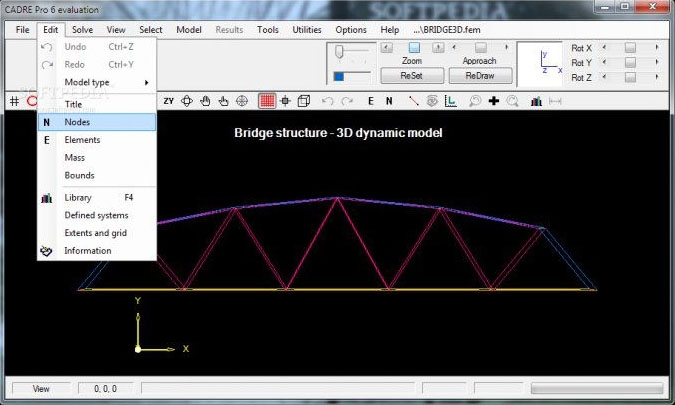 CADRE Pro 6 evaluation
File Edit Solve View Select Model Results Tools Utilities Options Help ...\BRIDGE3D.fem
Undo Ctrl+Z
Redo Ctrl+Y
Model type
Title
N Nodes
E Elements
Mass
Bounds
Library F4
Defined systems
Extents and grid
Information
Zoom Approach
ReSet ReDraw
y
z x
Rot X
Rot Y
Rot Z
ZY E N
Bridge structure - 3D dynamic model
Y
X
View 0, 0, 0
SOFTPEDIA